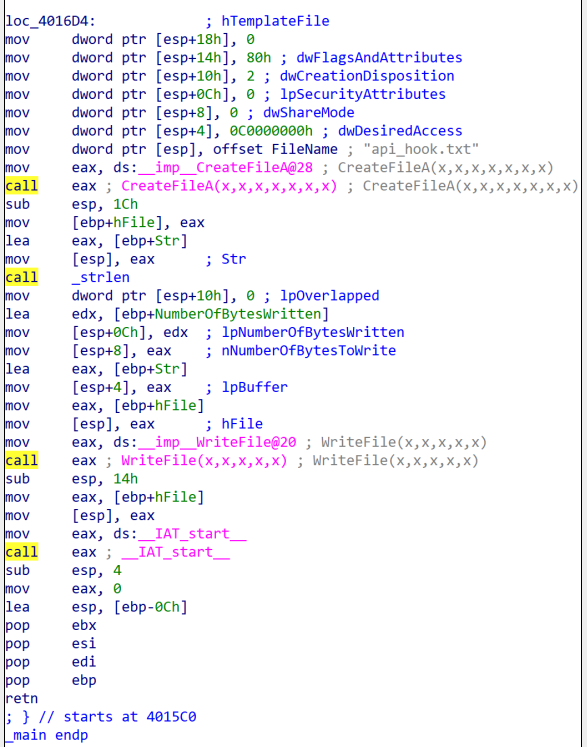 loc_4016D4: ; hTemplateFile
mov dword ptr [esp+18h], 0
mov dword ptr [esp+14h], 80h ; dwFlagsAndAttributes
mov dword ptr [esp+10h], 2 ; dwCreationDisposition
mov dword ptr [esp+0Ch], 0 ; lpSecurityAttributes
mov dword ptr [esp+8], 0 ; dwShareMode
mov dword ptr [esp+4], 0C0000000h ; dwDesiredAccess
mov dword ptr [esp], offset FileName ; "api_hook.txt"
mov eax, ds:__imp__CreateFileA@28 ; CreateFileA(x,x,x,x,x,x,x)
call eax ; CreateFileA(x,x,x,x,x,x,x) ; CreateFileA(x,x,x,x,x,x,x)
sub esp, 1Ch
mov [ebp+hFile], eax
lea eax, [ebp+Str]
mov [esp], eax ; Str
call _strlen
mov dword ptr [esp+10h], 0 ; lpOverlapped
lea edx, [ebp+NumberOfBytesWritten]
mov [esp+0Ch], edx ; lpNumberOfBytesWritten
mov [esp+8], eax ; nNumberOfBytesToWrite
lea eax, [ebp+Str]
mov [esp+4], eax ; lpBuffer
mov eax, [ebp+hFile]
mov [esp], eax ; hFile
mov eax, ds:__imp__WriteFile@20 ; WriteFile(x,x,x,x,x)
call eax ; WriteFile(x,x,x,x,x) ; WriteFile(x,x,x,x,x)
sub esp, 14h
mov eax, [ebp+hFile]
mov [esp], eax
mov eax, ds:__IAT_start__
call eax ; __IAT_start__
sub esp, 4
mov eax, 0
lea esp, [ebp-0Ch]
pop ebx
pop esi
pop edi
pop ebp
retn
; } // starts at 4015C0
_main endp